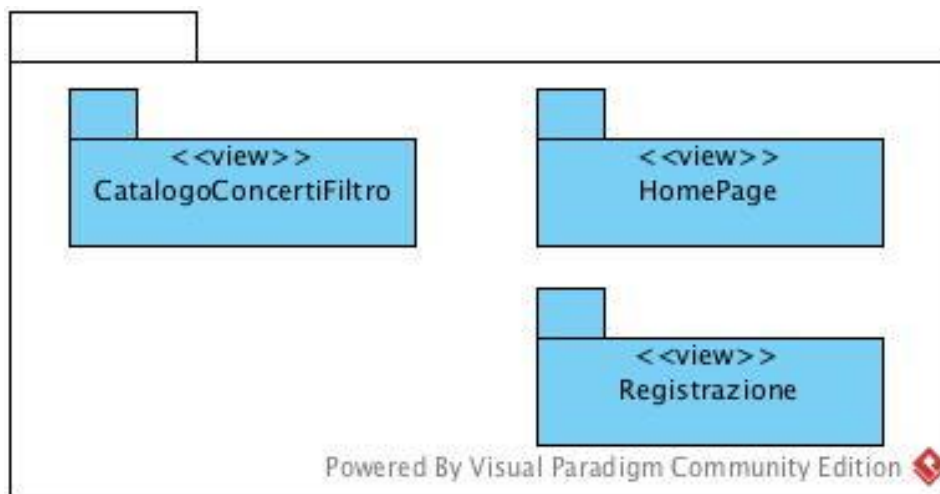 <<view>>
CatalogoConcertiFiltro
<<view>>
HomePage
<<view>>
Registrazione
Powered By Visual Paradigm Community Edition